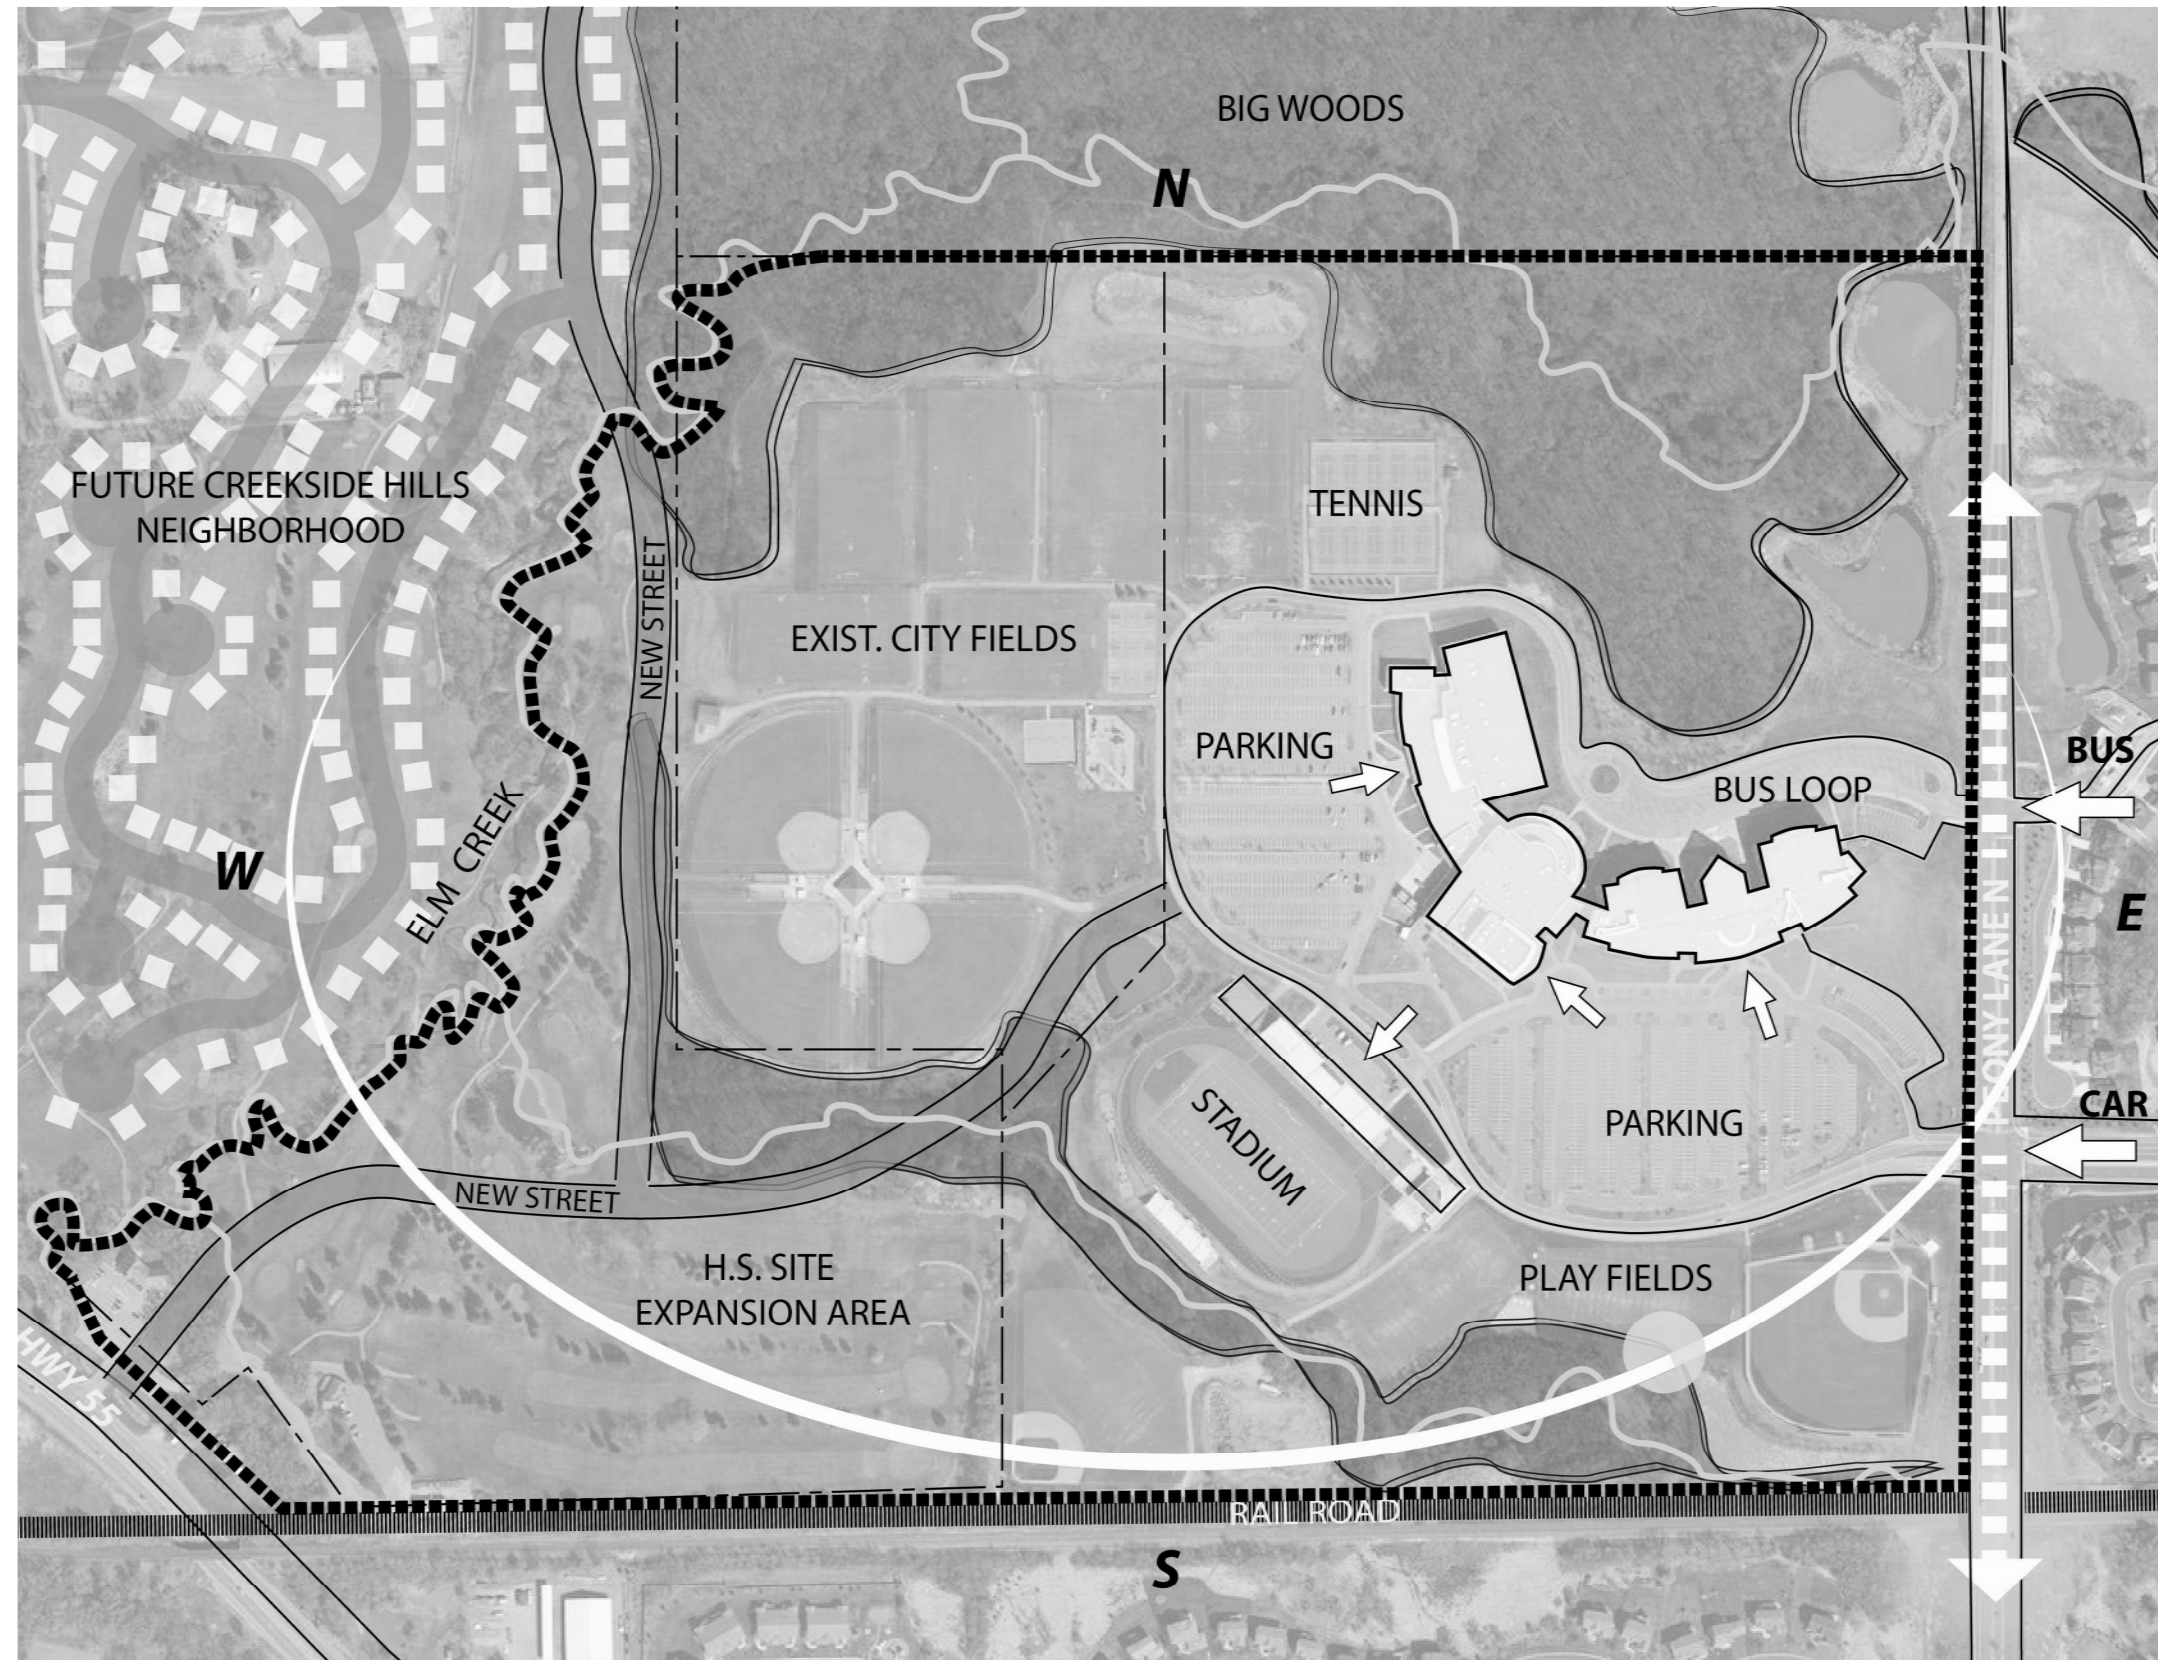 BIG WOODS
N
FUTURE CREEKSIDE HILLS
NEIGHBORHOOD
TENNIS
NEW STREET
EXIST. CITY FIELDS
PARKING
BUS
BUS LOOP
ELM CREEK
W
E
PEONY LANE N
CAR
STADIUM
PARKING
NEW STREET
H.S. SITE
EXPANSION AREA
PLAY FIELDS
HWY 55
RAIL ROAD
S